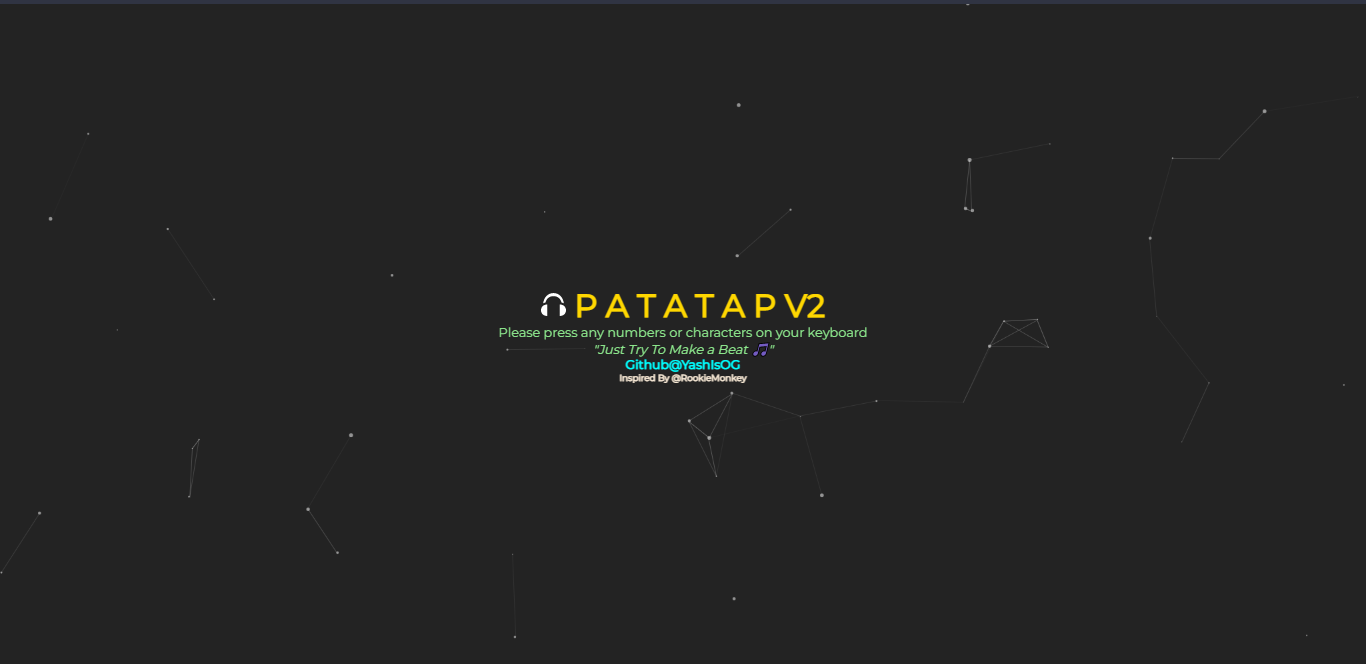 PATATAP V2
Please press any numbers or characters on your keyboard
"Just Try To Make a Beat 🎵"
Github@YashIsOG
Inspired By @RookieMonkey